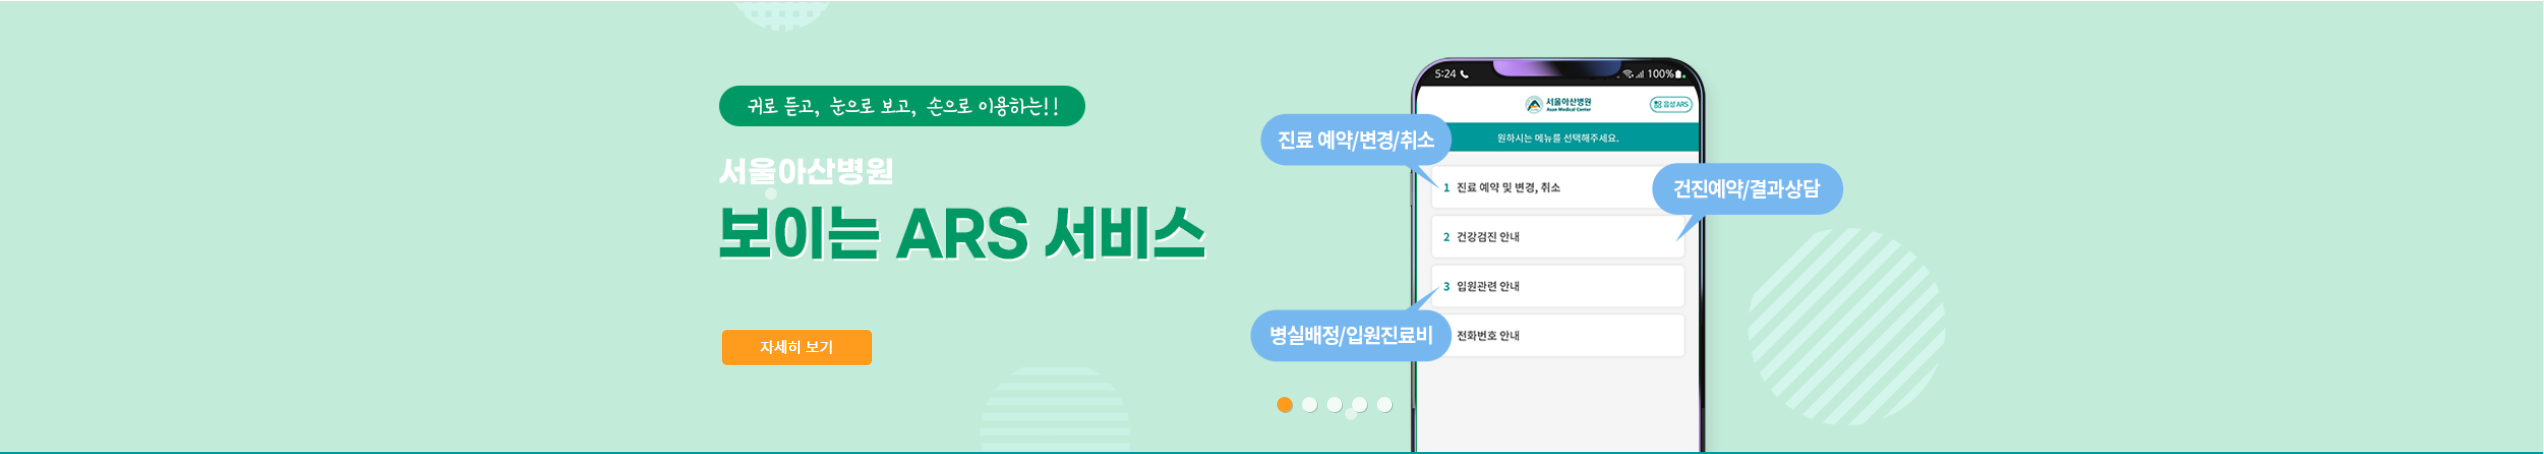 귀로 듣고, 눈으로 보고, 손으로 이용하는!!
서울아산병원
보이는 ARS 서비스
자세히 보기
5:24
100%
서울아산병원
Asan Medical Center
음성 ARS
원하시는 메뉴를 선택해주세요.
진료 예약/변경/취소
1 진료 예약 및 변경, 취소
건진예약/결과상담
2 건강검진 안내
3 입원관련 안내
병실배정/입원진료비
전화번호 안내